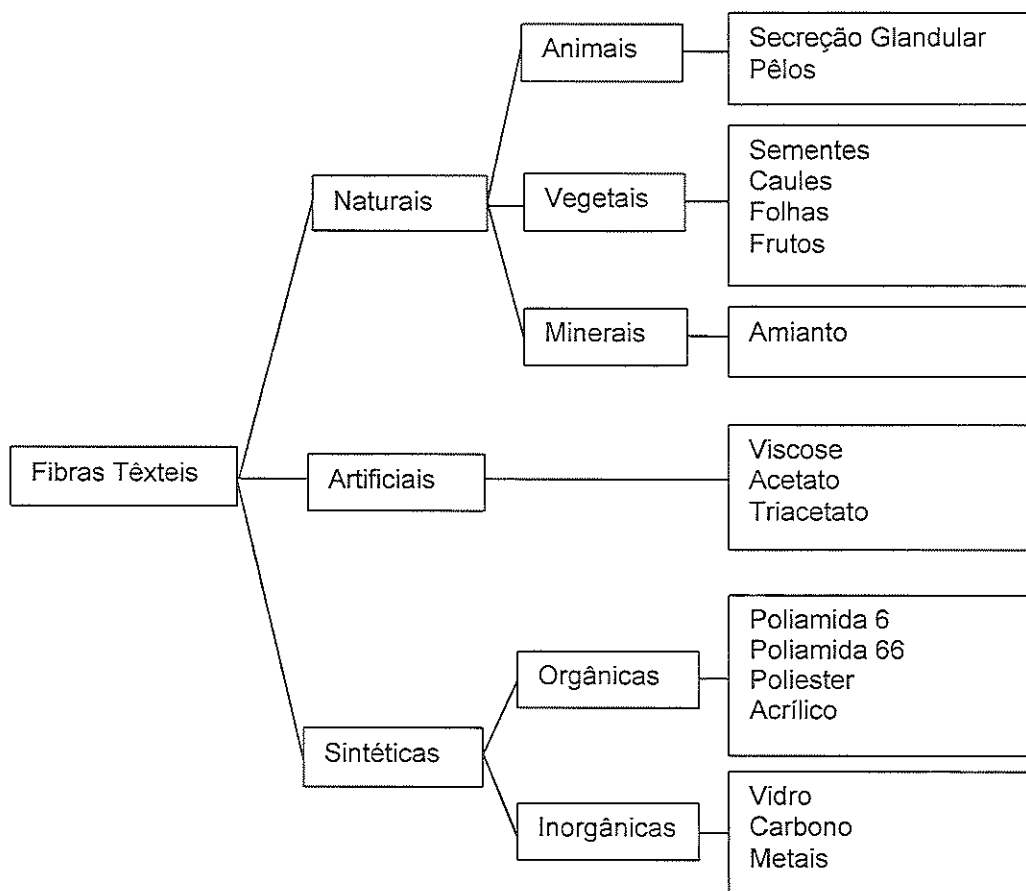 Animais
Secreção Glandular
Pêlos
Naturais
Vegetais
Sementes
Caules
Folhas
Frutos
Minerais
Amianto
Fibras Têxteis
Artificiais
Viscose
Acetato
Triacetato
Sintéticas
Orgânicas
Poliamida 6
Poliamida 66
Poliester
Acrílico
Inorgânicas
Vidro
Carbono
Metais